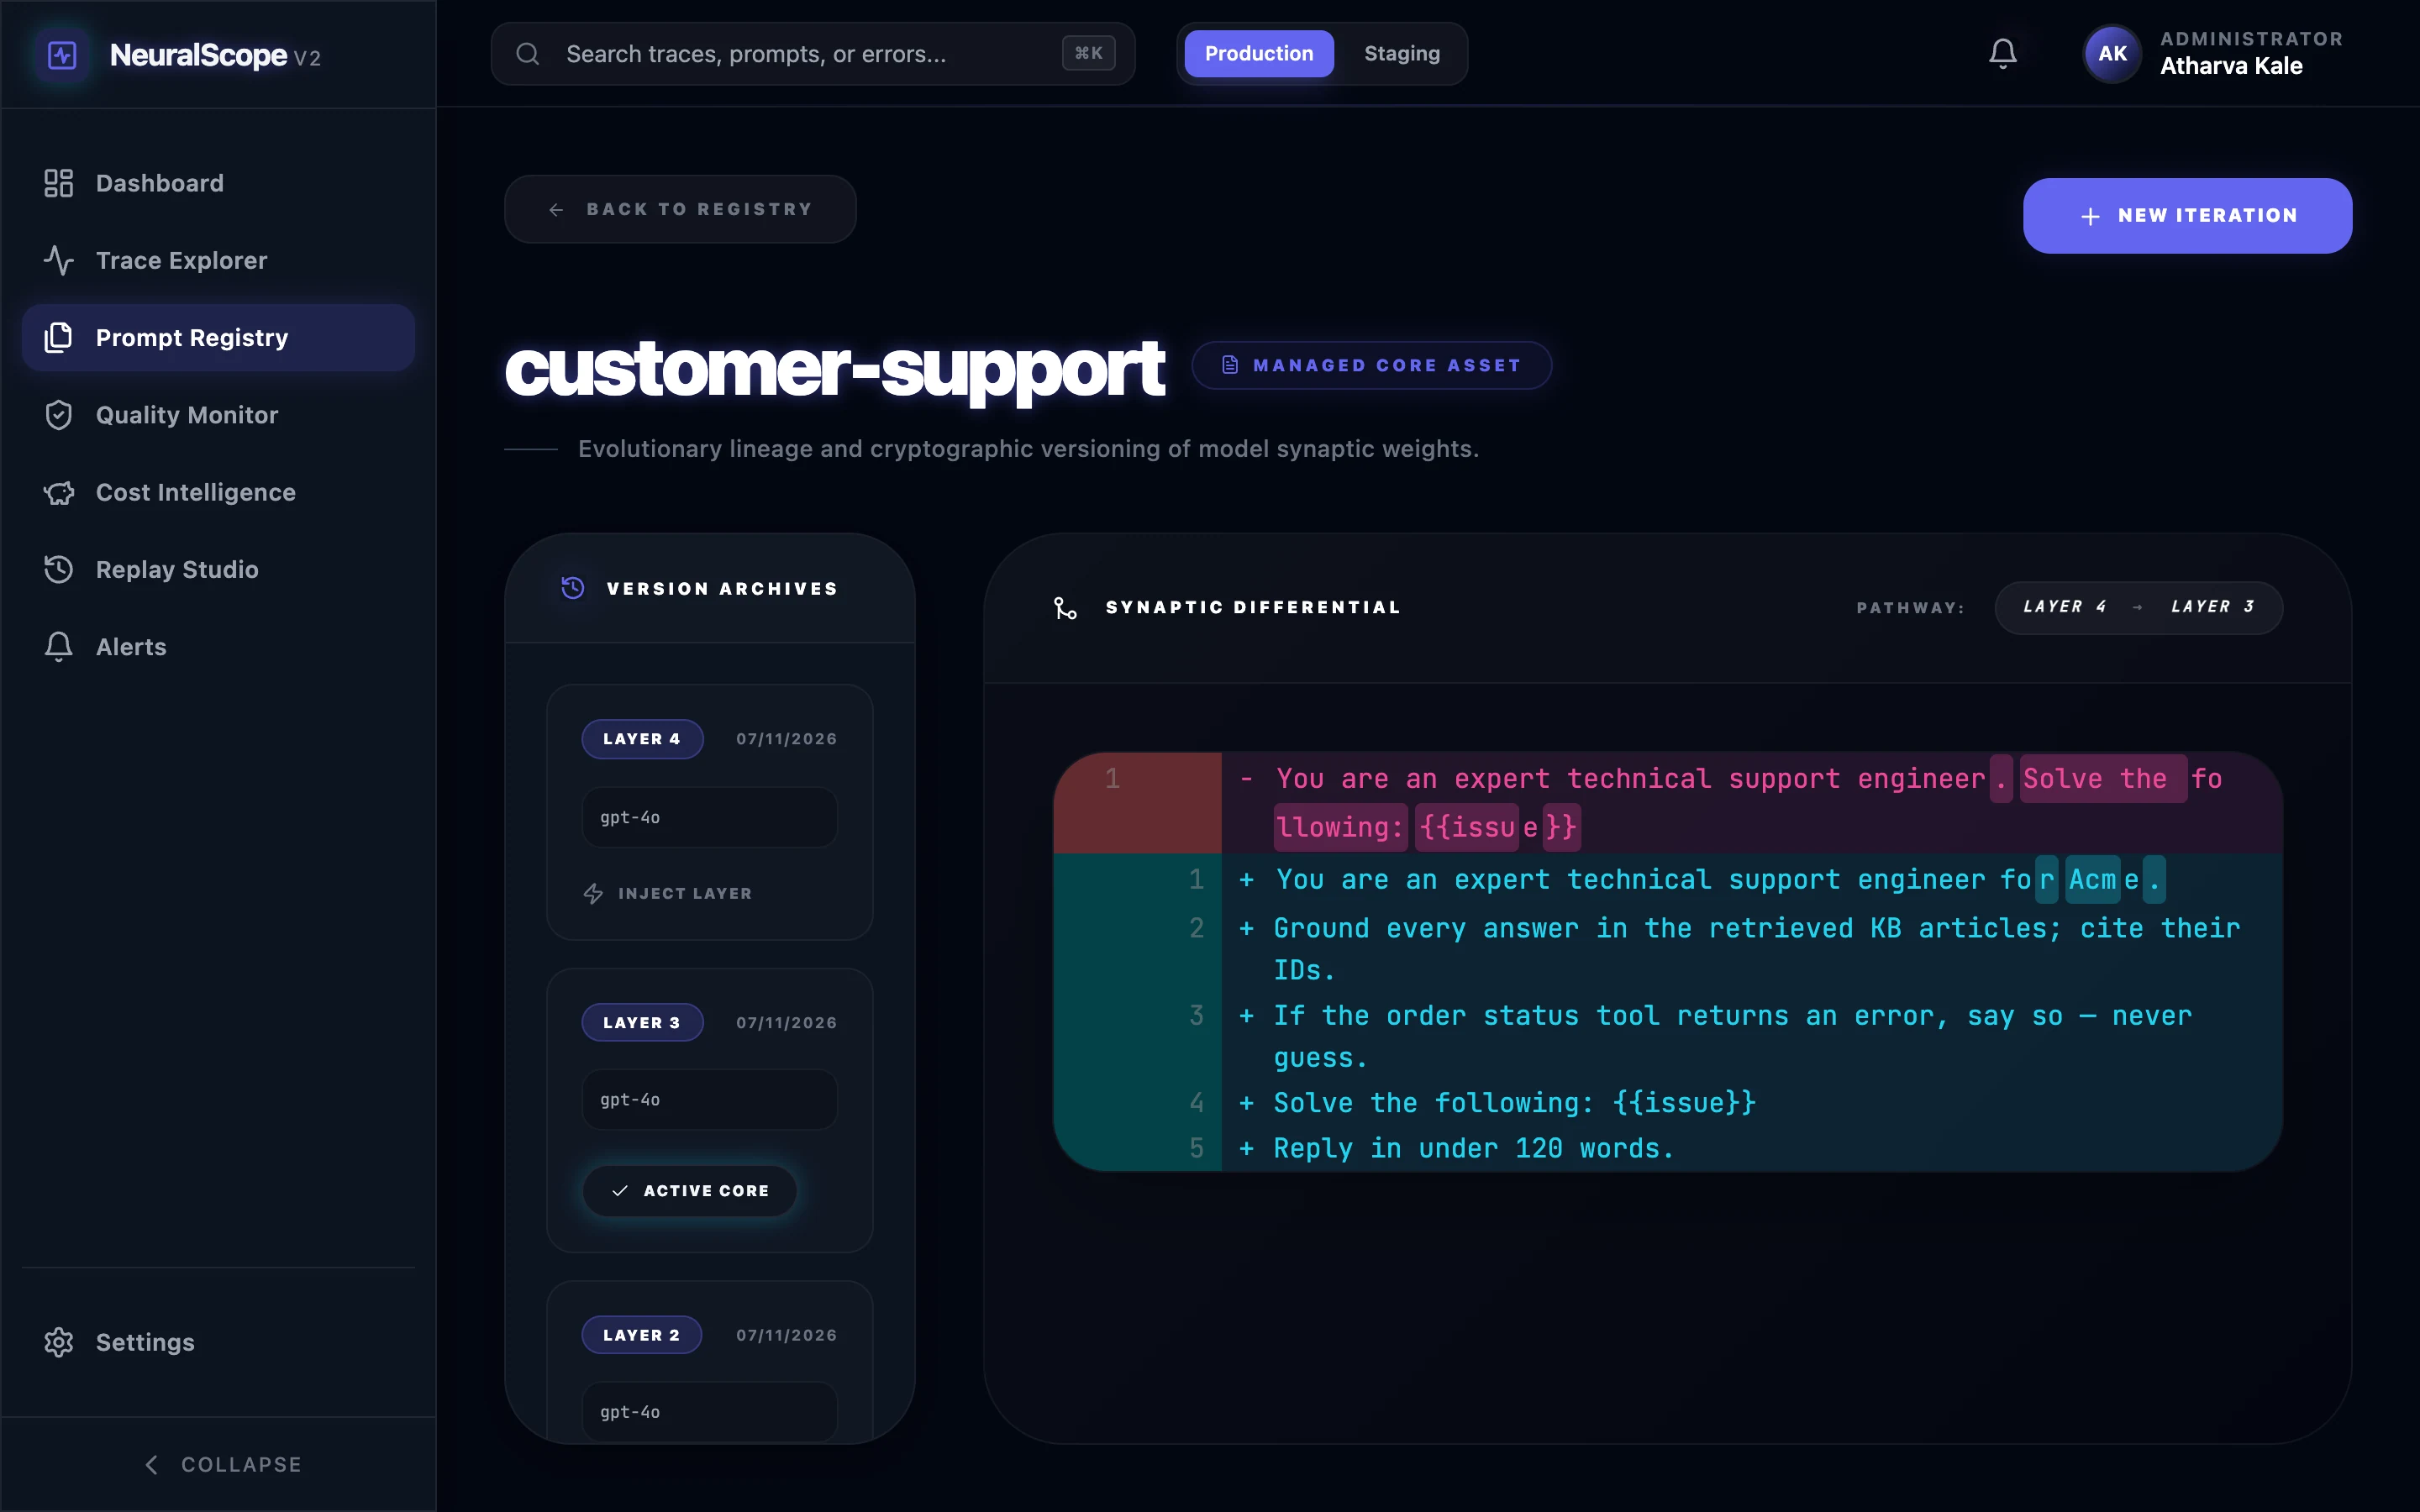 NeuralScope V2
Search traces, prompts, or errors...
⌘K
Production
Staging
AK
ADMINISTRATOR
Atharva Kale
Dashboard
Trace Explorer
Prompt Registry
Quality Monitor
Cost Intelligence
Replay Studio
Alerts
Settings
COLLAPSE
← BACK TO REGISTRY
+ NEW ITERATION
customer-support
MANAGED CORE ASSET
Evolutionary lineage and cryptographic versioning of model synaptic weights.
VERSION ARCHIVES
LAYER 4 07/11/2026
gpt-4o
INJECT LAYER
LAYER 3 07/11/2026
gpt-4o
ACTIVE CORE
LAYER 2 07/11/2026
gpt-4o
SYNAPTIC DIFFERENTIAL
PATHWAY: LAYER 4 → LAYER 3
1 - You are an expert technical support engineer. Solve the fo
llowing: {{issue}}
1 + You are an expert technical support engineer for Acme.
2 + Ground every answer in the retrieved KB articles; cite their
IDs.
3 + If the order status tool returns an error, say so — never
guess.
4 + Solve the following: {{issue}}
5 + Reply in under 120 words.